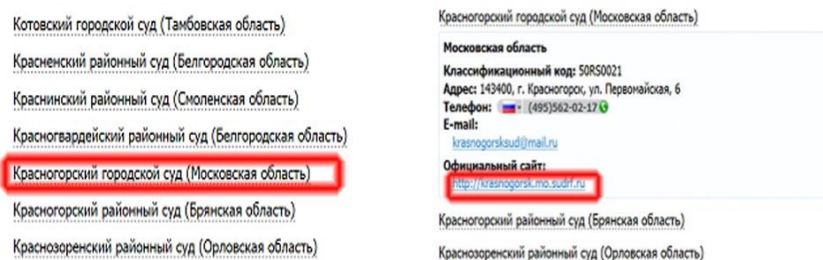 Котовский городской суд (Тамбовская область)
Красненский районный суд (Белгородская область)
Краснинский районный суд (Смоленская область)
Красногвардейский районный суд (Белгородская область)
Красногорский городской суд (Московская область)
Красногорский районный суд (Брянская область)
Краснозоренский районный суд (Орловская область)
Красногорский городской суд (Московская область)
Московская область
Классификационный код: 50RS0021
Адрес: 143400, г. Красногорск, ул. Первомайская, 6
Телефон: (495)562-02-17
E-mail:
krasnogorsksud@mail.ru
Официальный сайт:
http://krasnogorsk.mo.sudrf.ru
Красногорский районный суд (Брянская область)
Краснозоренский районный суд (Орловская область)